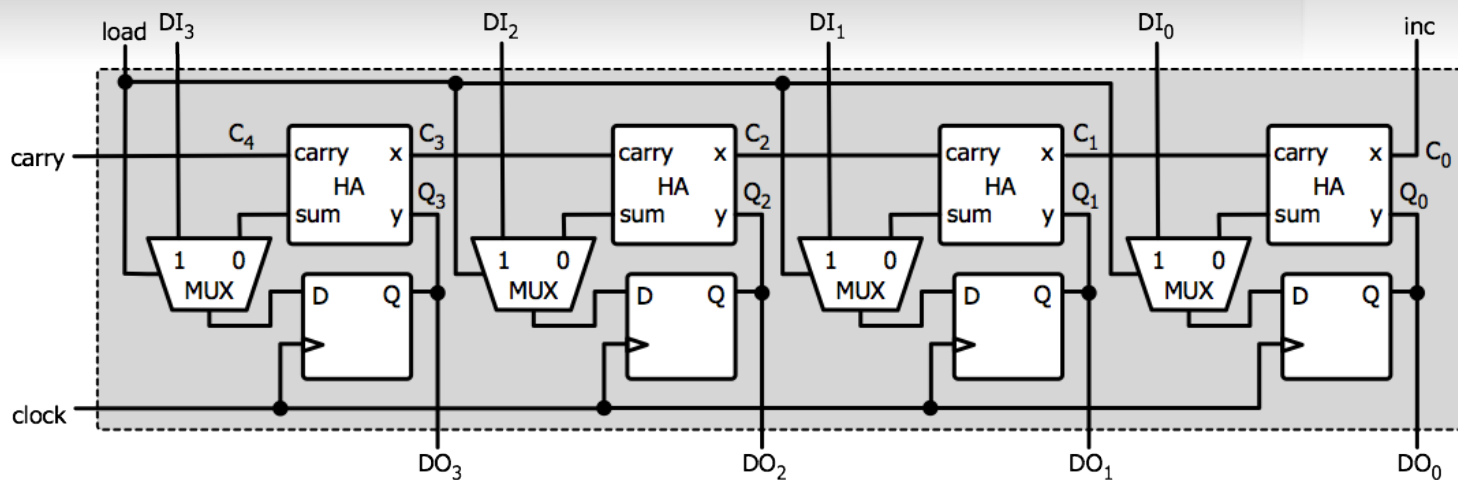 load DI3 DI2 DI1 DI0 inc
carry C4 carry x C3 carry x C2 carry x C1 carry x C0
HA HA HA HA
sum y Q3 sum y Q2 sum y Q1 sum y Q0
1 0 1 0 1 0 1 0
MUX D Q MUX D Q MUX D Q MUX D Q
clock
DO3 DO2 DO1 DO0